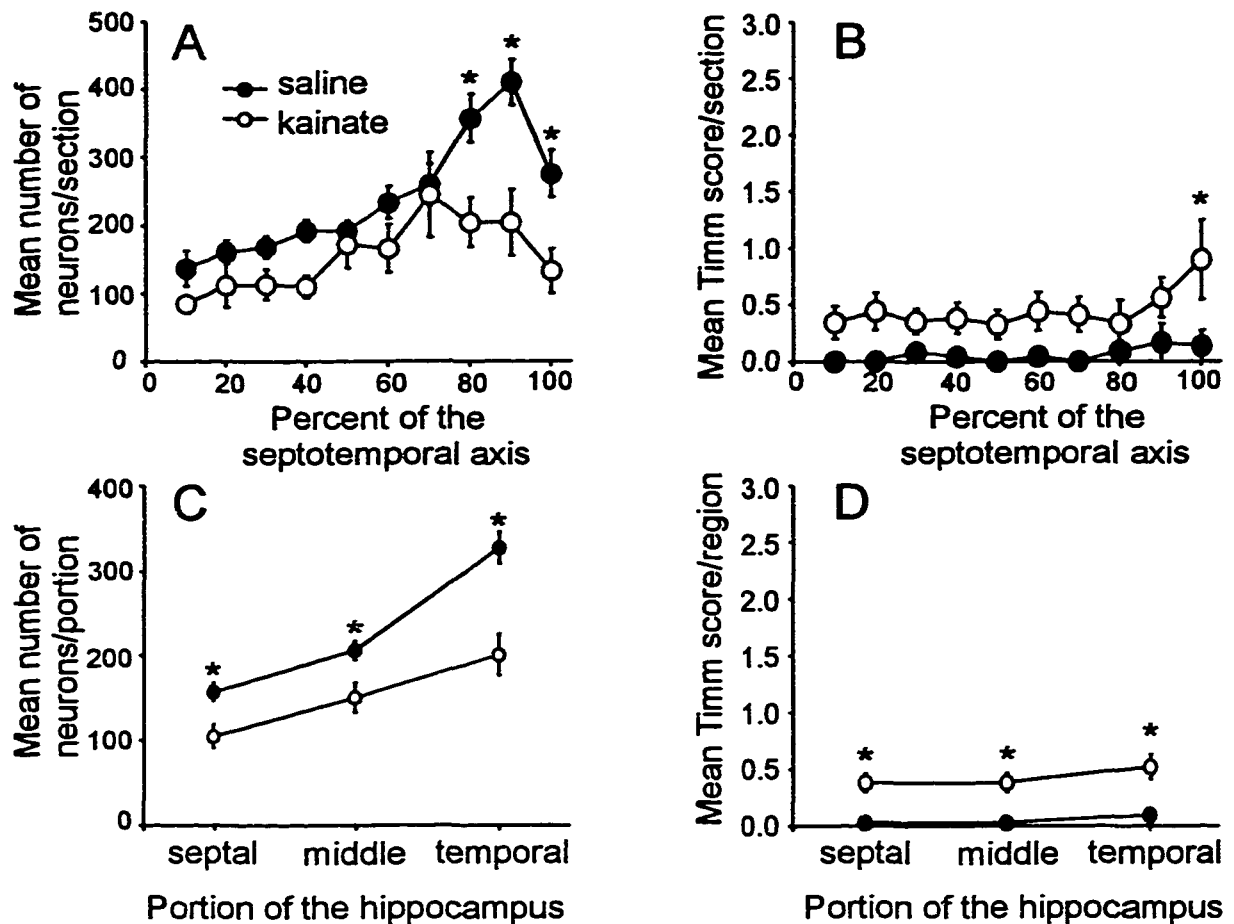 A
Mean number of
neurons/section
500
400
300
200
100
0
saline
kainate
*
*
*
0
20
40
60
80
100
Percent of the
septotemporal axis
B
Mean Timm score/section
3.0
2.5
2.0
1.5
1.0
0.5
0.0
*
0
20
40
60
80
100
Percent of the
septotemporal axis
C
Mean number of
neurons/portion
400
300
200
100
0
*
*
*
septal
middle
temporal
Portion of the hippocampus
D
Mean Timm score/region
3.0
2.5
2.0
1.5
1.0
0.5
0.0
*
*
*
septal
middle
temporal
Portion of the hippocampus